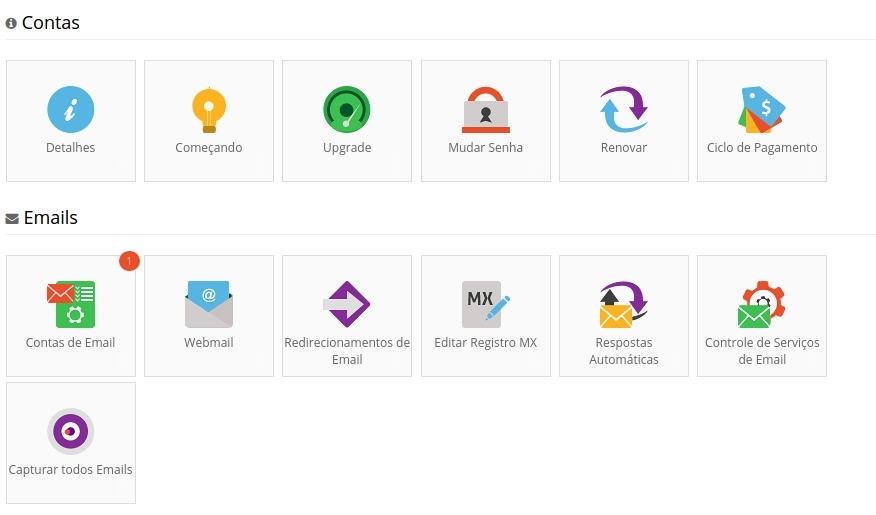 Contas
Detalhes
Começando
Upgrade
Mudar Senha
Renovar
$
Ciclo de Pagamento
Emails
1
Contas de Email
@
Webmail
Redirecionamentos de
Email
MX
Editar Registro MX
Respostas
Automáticas
Controle de Serviços
de Email
Capturar todos Emails